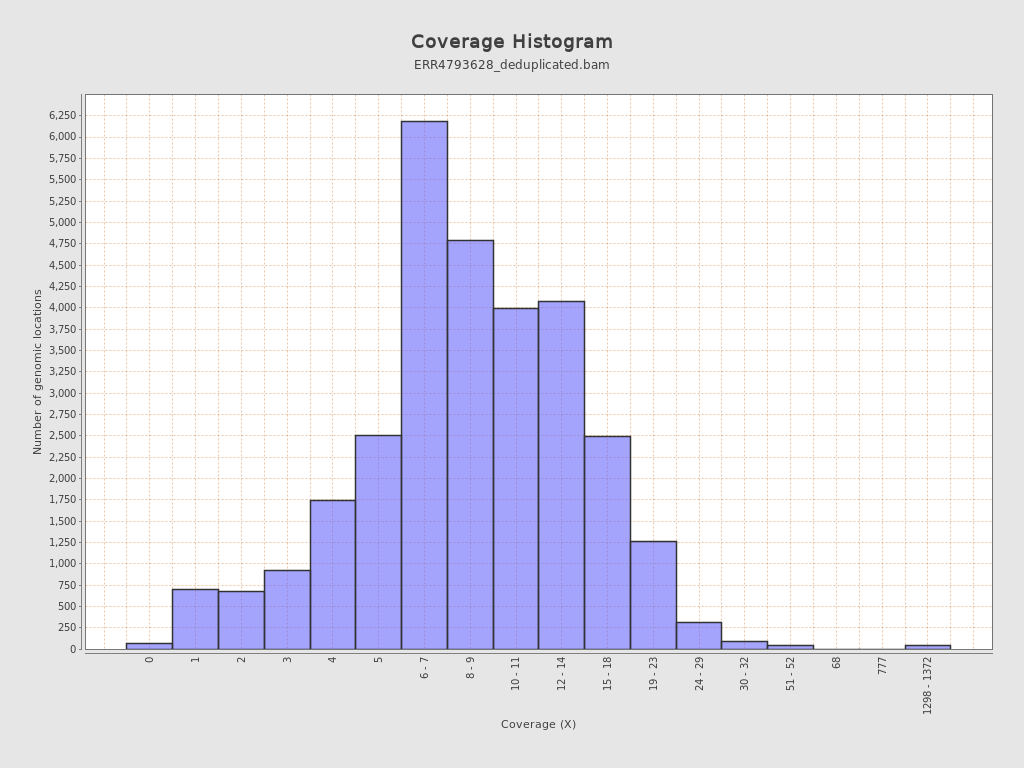 Coverage Histogram
ERR4793628_deduplicated.bam
Number of genomic locations
6,250
6,000
5,750
5,500
5,250
5,000
4,750
4,500
4,250
4,000
3,750
3,500
3,250
3,000
2,750
2,500
2,250
2,000
1,750
1,500
1,250
1,000
750
500
250
0
0
1
2
3
4
5
6 - 7
8 - 9
10 - 11
12 - 14
15 - 18
19 - 23
24 - 29
30 - 32
51 - 52
68
777
1298 - 1372
Coverage (X)